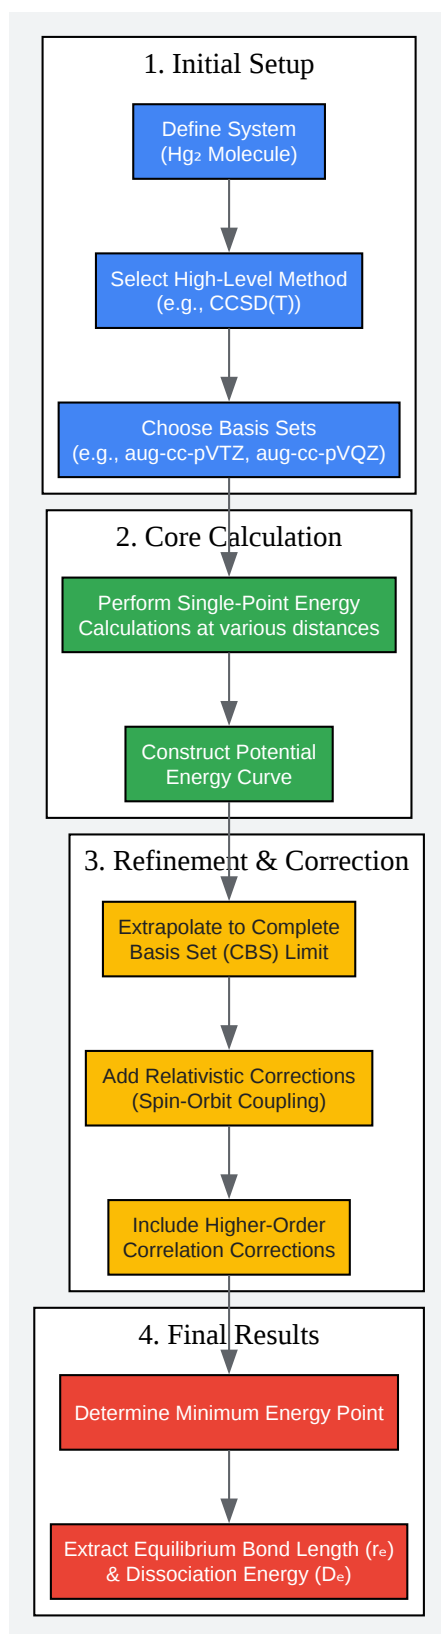 1. Initial Setup
Define System
(Hg₂ Molecule)
Select High-Level Method
(e.g., CCSD(T))
Choose Basis Sets
(e.g., aug-cc-pVTZ, aug-cc-pVQZ)
2. Core Calculation
Perform Single-Point Energy
Calculations at various distances
Construct Potential
Energy Curve
3. Refinement & Correction
Extrapolate to Complete
Basis Set (CBS) Limit
Add Relativistic Corrections
(Spin-Orbit Coupling)
Include Higher-Order
Correlation Corrections
4. Final Results
Determine Minimum Energy Point
Extract Equilibrium Bond Length (rₑ)
& Dissociation Energy (Dₑ)